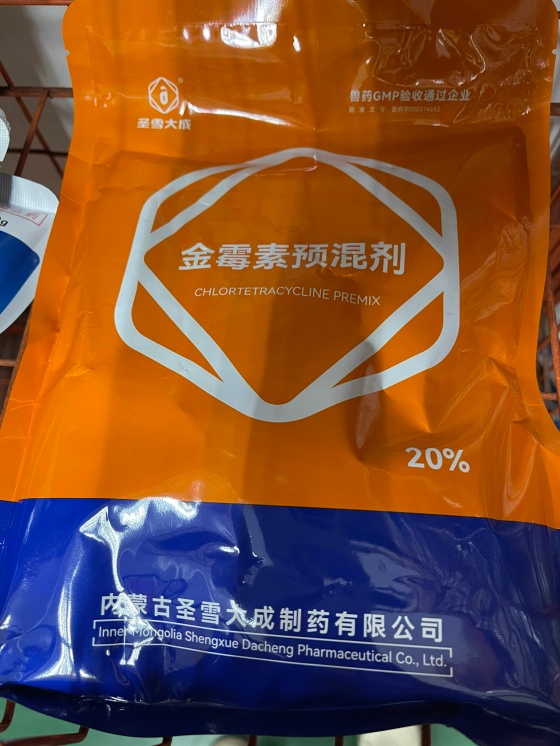 圣雪大成
兽药GMP验收通过企业
金霉素预混剂
CHLORTETRACYCLINE PREMIX
20%
内蒙古圣雪大成制药有限公司
Inner Mongolia Shengxue Dacheng Pharmaceutical Co., Ltd.